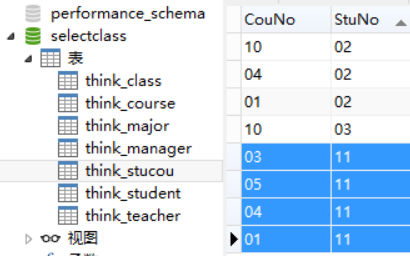 performance_schema
selectclass
表
think_class
think_course
think_major
think_manager
think_stucou
think_student
think_teacher
视图
CouNo StuNo
10 02
04 02
01 02
10 03
03 11
05 11
04 11
01 11